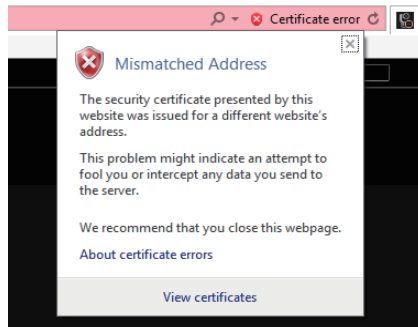 Certificate error
Mismatched Address
The security certificate presented by this
website was issued for a different website's
address.
This problem might indicate an attempt to
fool you or intercept any data you send to
the server.
We recommend that you close this webpage.
About certificate errors
View certificates